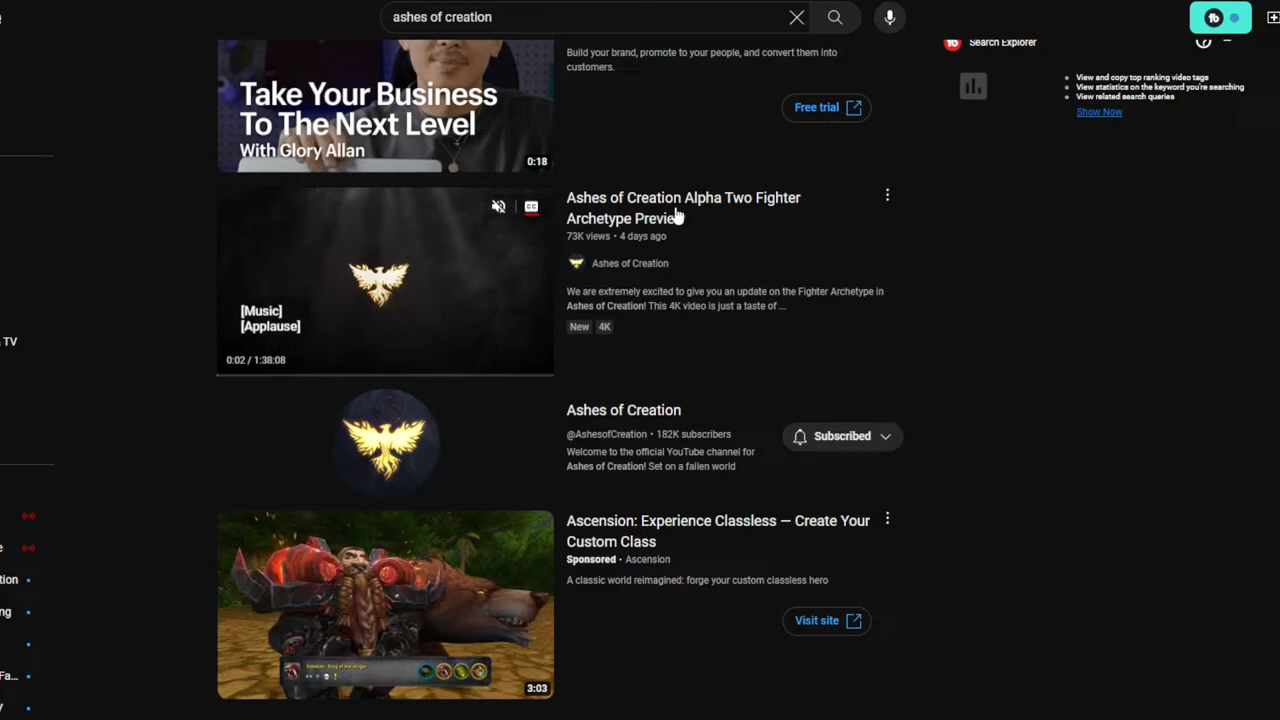 ashes of creation
Build your brand, promote to your people, and convert them into
customers.
Free trial
Take Your Business
To The Next Level
With Glory Allan
0:18
Search Explorer
View and copy top ranking video tags
View statistics on the keyword you're searching
View related search queries
Show Now
CC
[Music]
[Applause]
0:02 / 1:38:08
Ashes of Creation Alpha Two Fighter
Archetype Preview
73K views • 4 days ago
Ashes of Creation
We are extremely excited to give you an update on the Fighter Archetype in
Ashes of Creation! This 4K video is just a taste of ...
New 4K
TV
Ashes of Creation
@AshesofCreation • 182K subscribers
Welcome to the official YouTube channel for
Ashes of Creation! Set on a fallen world
Subscribed
Ascension: Experience Classless — Create Your
Custom Class
Sponsored • Ascension
A classic world reimagined: forge your custom classless hero
Visit site
3:03